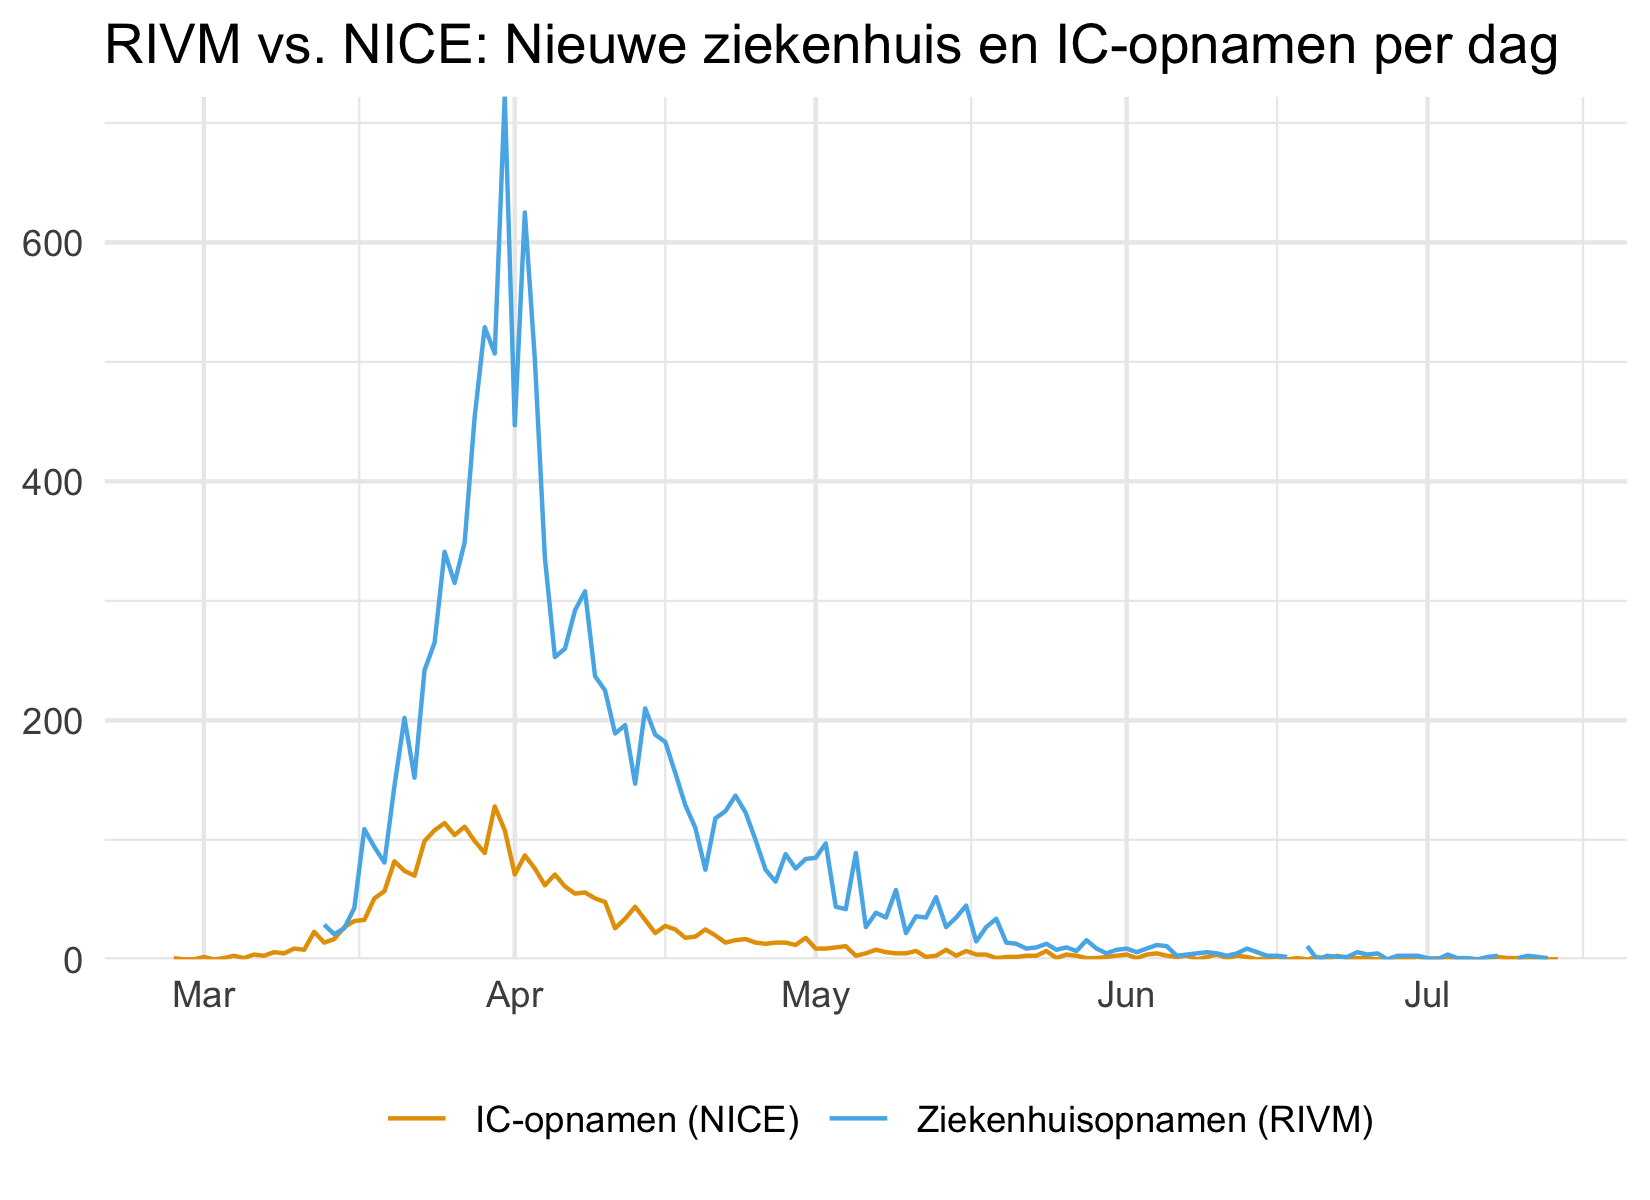 RIVM vs. NICE: Nieuwe ziekenhuis en IC-opnamen per dag
600
400
200
0
Mar Apr May Jun Jul
IC-opnamen (NICE) Ziekenhuisopnamen (RIVM)